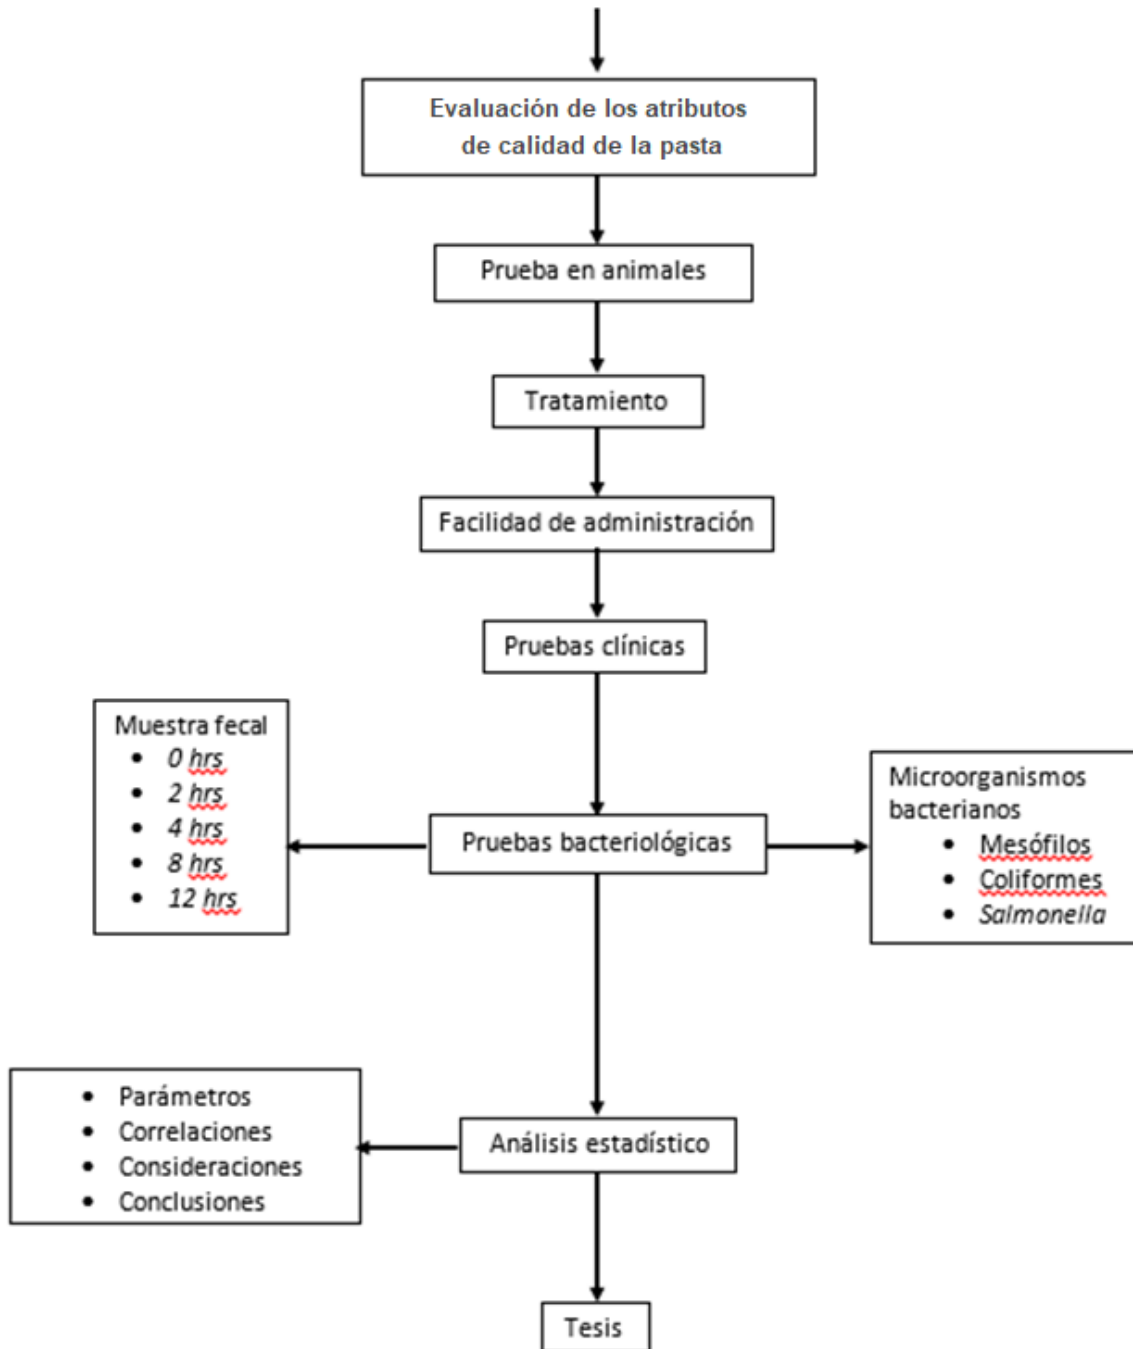 Evaluación de los atributos
de calidad de la pasta
Prueba en animales
Tratamiento
Facilidad de administración
Pruebas clínicas
Muestra fecal
• 0 hrs
• 2 hrs
• 4 hrs
• 8 hrs
• 12 hrs
Pruebas bacteriológicas
Microorganismos
bacterianos
• Mesófilos
• Coliformes
• Salmonella
• Parámetros
• Correlaciones
• Consideraciones
• Conclusiones
Análisis estadístico
Tesis